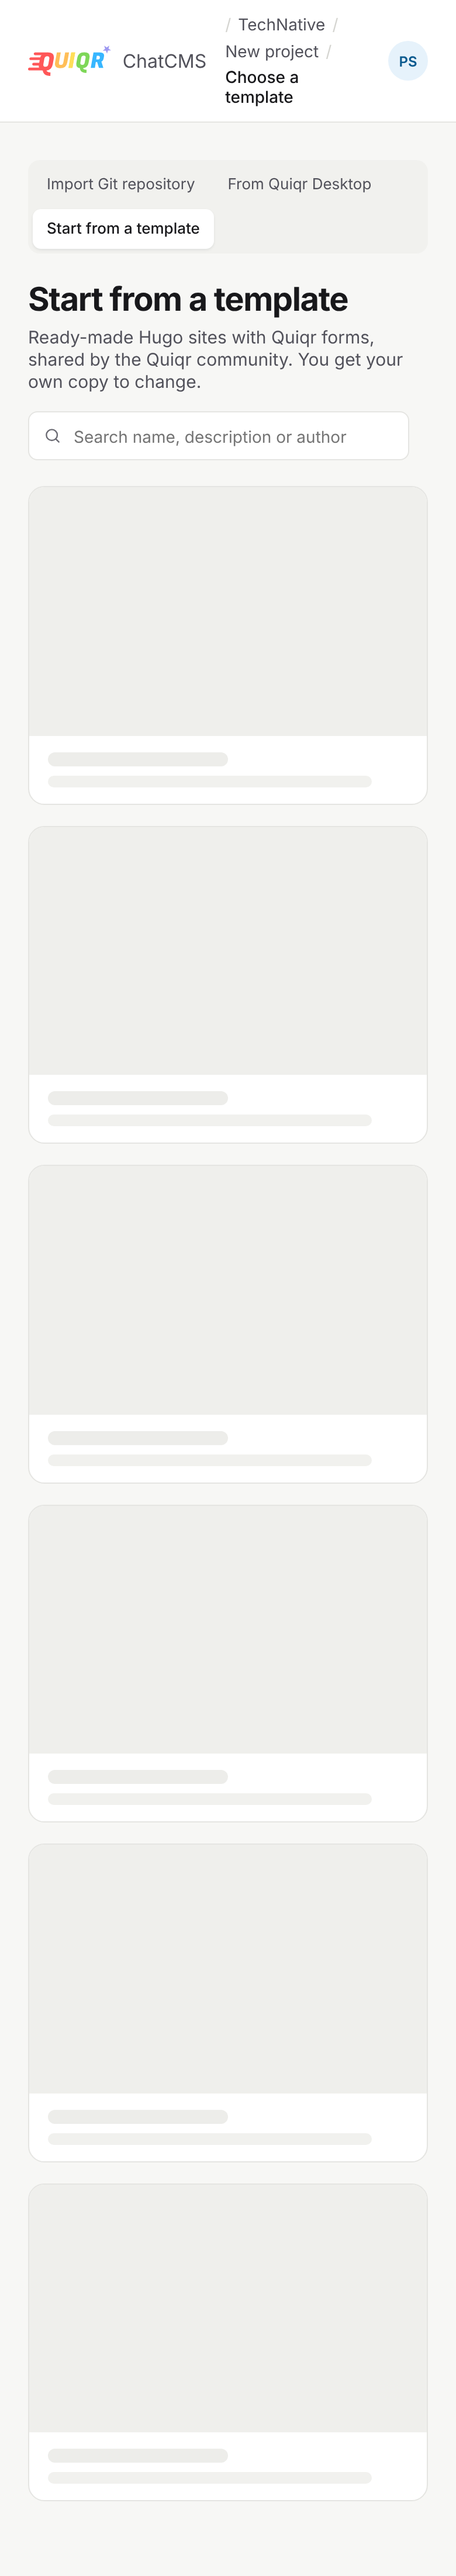 QUIQR ChatCMS
/ TechNative /
New project /
Choose a
template
PS
Import Git repository
From Quiqr Desktop
Start from a template
Start from a template
Ready-made Hugo sites with Quiqr forms,
shared by the Quiqr community. You get your
own copy to change.
Search name, description or author